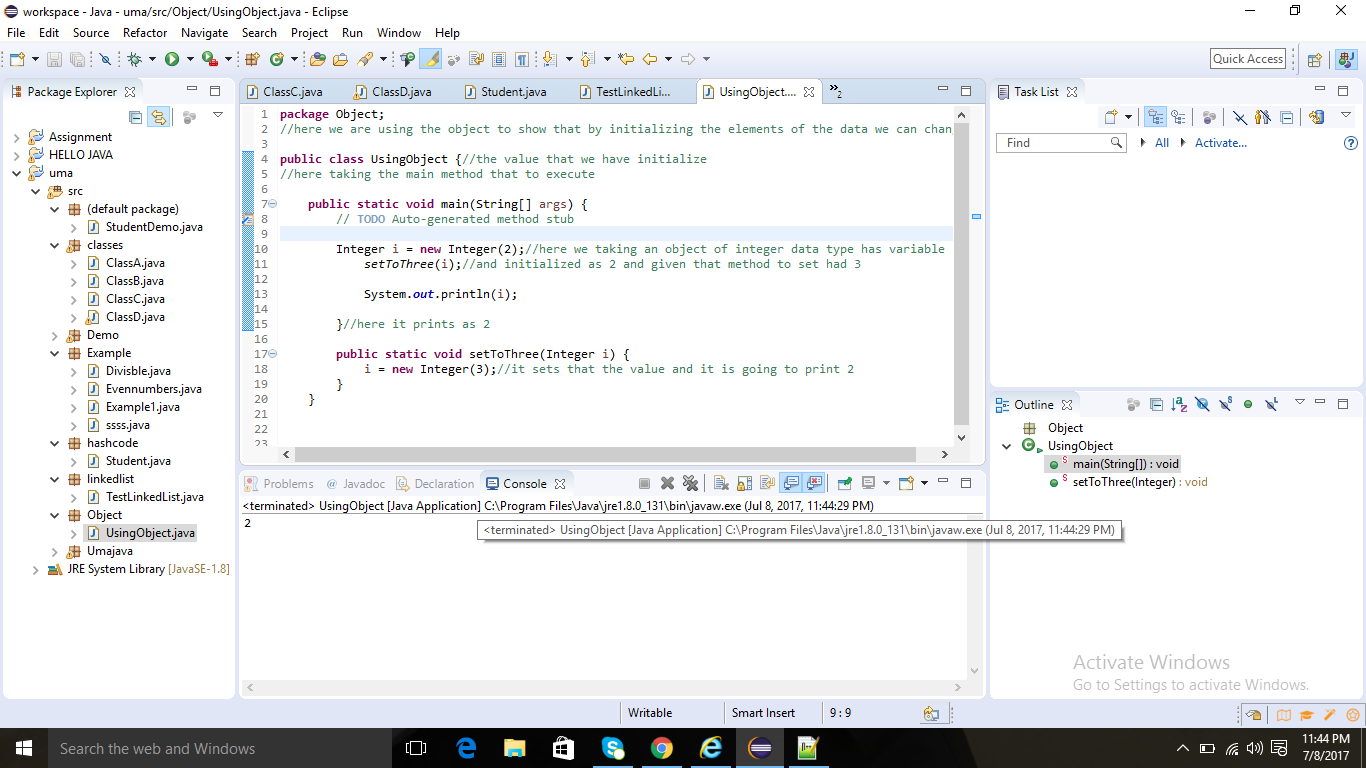 workspace - Java - uma/src/Object/UsingObject.java - Eclipse
File Edit Source Refactor Navigate Search Project Run Window Help
Quick Access
Package Explorer
Assignment
HELLO JAVA
uma
src
(default package)
StudentDemo.java
classes
ClassA.java
ClassB.java
ClassC.java
ClassD.java
Demo
Example
Divisble.java
Evennumbers.java
Example1.java
ssss.java
hashcode
Student.java
linkedlist
TestLinkedList.java
Object
UsingObject.java
Umajava
JRE System Library [JavaSE-1.8]
ClassC.java ClassD.java Student.java TestLinkedLi... UsingObject.... »2
1 package Object;
2 //here we are using the object to show that by initializing the elements of the data we can chan
3
4 public class UsingObject {//the value that we have initialize
5 //here taking the main method that to execute
6
7 public static void main(String[] args) {
8 // TODO Auto-generated method stub
9
10 Integer i = new Integer(2);//here we taking an object of integer data type has variable
11 setToThree(i);//and initialized as 2 and given that method to set had 3
12
13 System.out.println(i);
14
15 }//here it prints as 2
16
17 public static void setToThree(Integer i) {
18 i = new Integer(3);//it sets that the value and it is going to print 2
19 }
20 }
21
22
23
Problems @ Javadoc Declaration Console
<terminated> UsingObject [Java Application] C:\Program Files\Java\jre1.8.0_131\bin\javaw.exe (Jul 8, 2017, 11:44:29 PM)
2
<terminated> UsingObject [Java Application] C:\Program Files\Java\jre1.8.0_131\bin\javaw.exe (Jul 8, 2017, 11:44:29 PM)
Task List
Find All Activate...
Outline
Object
UsingObject
main(String[]) : void
setToThree(Integer) : void
Activate Windows
Go to Settings to activate Windows.
Writable Smart Insert 9 : 9
Search the web and Windows
11:44 PM
7/8/2017